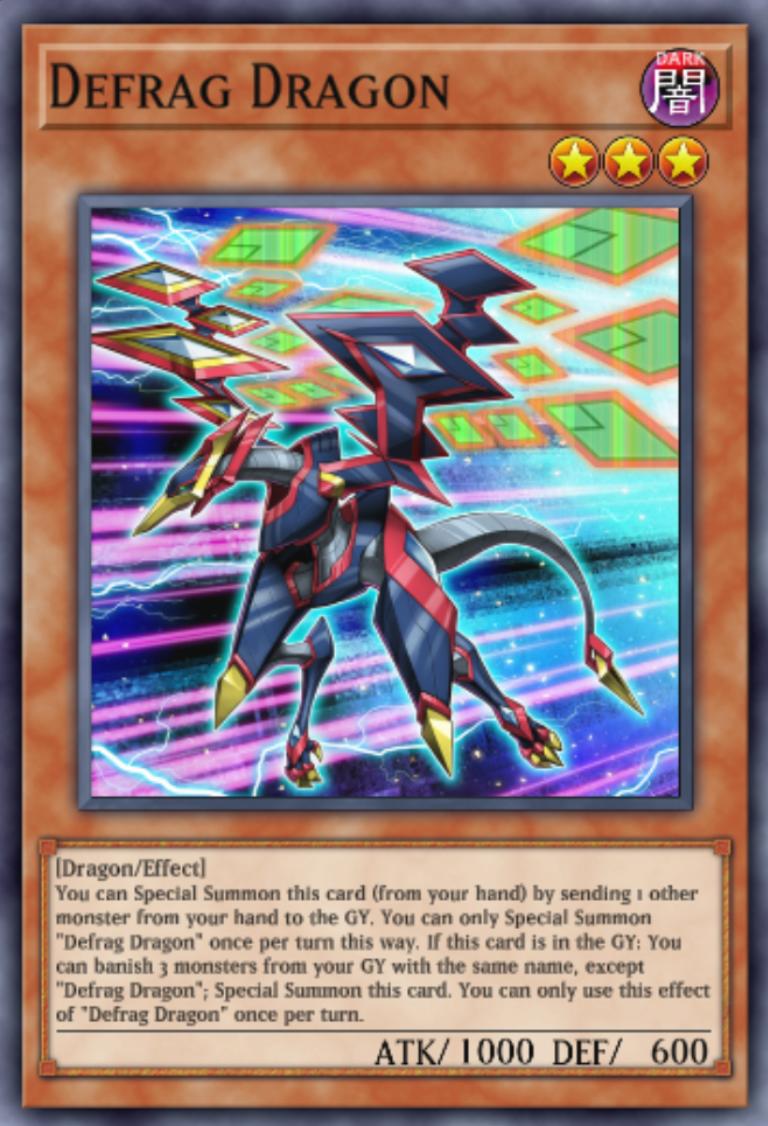 Defrag Dragon
DARK
闇
[Dragon/Effect]
You can Special Summon this card (from your hand) by sending 1 other
monster from your hand to the GY. You can only Special Summon
"Defrag Dragon" once per turn this way. If this card is in the GY: You
can banish 3 monsters from your GY with the same name, except
"Defrag Dragon"; Special Summon this card. You can only use this effect
of "Defrag Dragon" once per turn.
ATK/ 1000 DEF/ 600